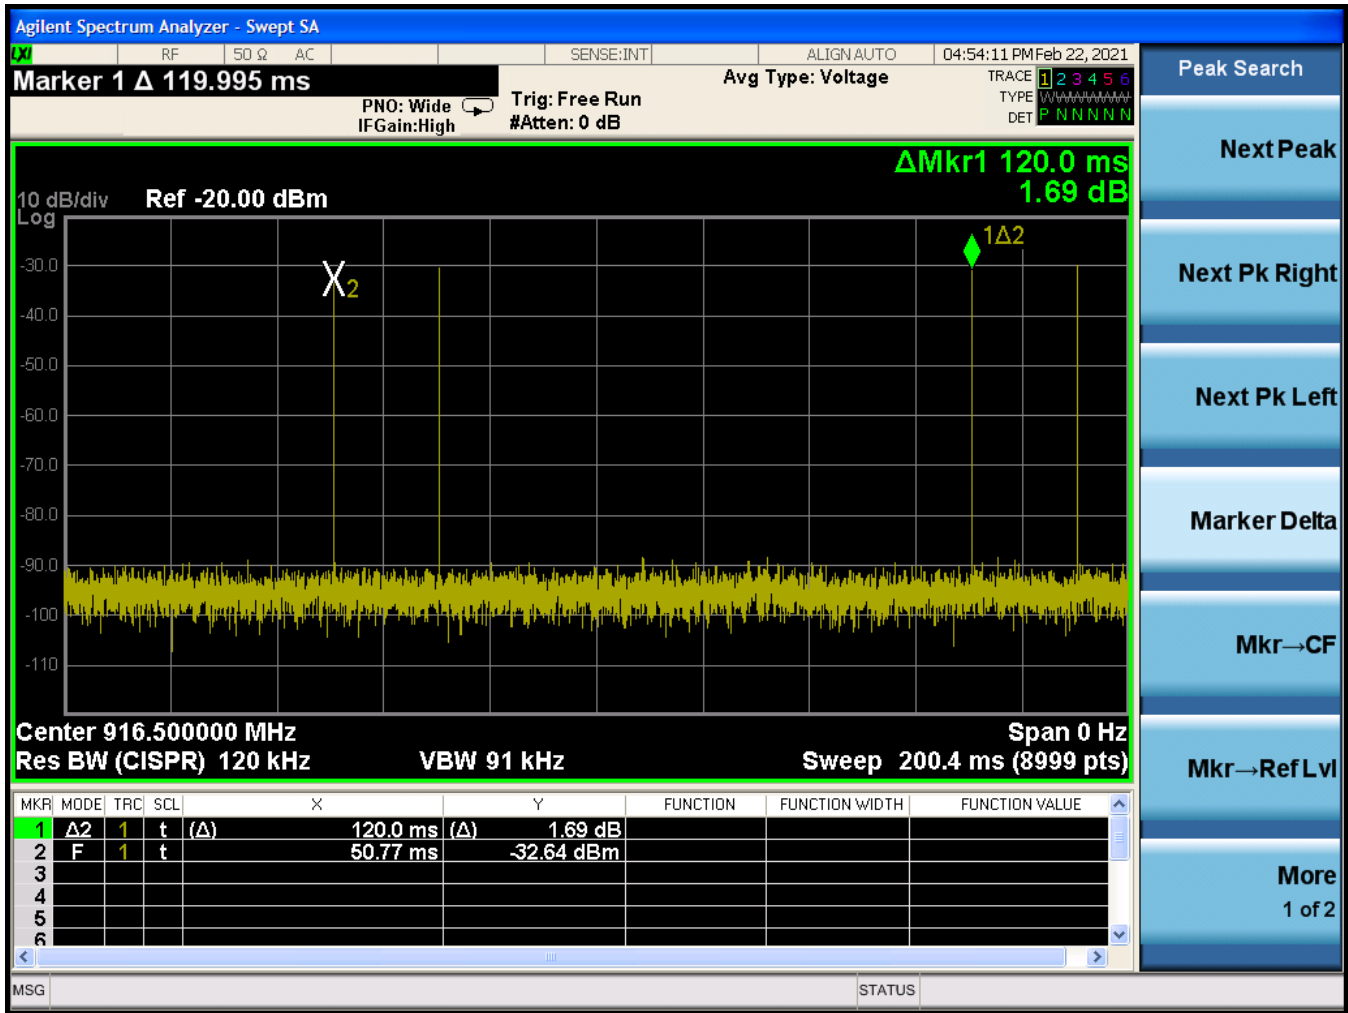 Agilent Spectrum Analyzer - Swept SA
LXI RF 50 Ω AC SENSE:INT ALIGN AUTO 04:54:11 PM Feb 22, 2021
Marker 1 Δ 119.995 ms
PNO: Wide
IFGain:High
Trig: Free Run
#Atten: 0 dB
Avg Type: Voltage
TRACE 1 2 3 4 5 6
TYPE WWWWWW
DET P N N N N N
ΔMkr1 120.0 ms
1.69 dB
10 dB/div Ref -20.00 dBm
Log
1Δ2
-30.0
X2
-40.0
-50.0
-60.0
-70.0
-80.0
-90.0
-100
-110
Center 916.500000 MHz Span 0 Hz
Res BW (CISPR) 120 kHz VBW 91 kHz Sweep 200.4 ms (8999 pts)
MKR MODE TRC SCL X Y FUNCTION FUNCTION WIDTH FUNCTION VALUE
1 Δ2 1 t (Δ) 120.0 ms (Δ) 1.69 dB
2 F 1 t 50.77 ms -32.64 dBm
3
4
5
6
MSG STATUS
Peak Search
Next Peak
Next Pk Right
Next Pk Left
Marker Delta
Mkr→CF
Mkr→Ref Lvl
More
1 of 2